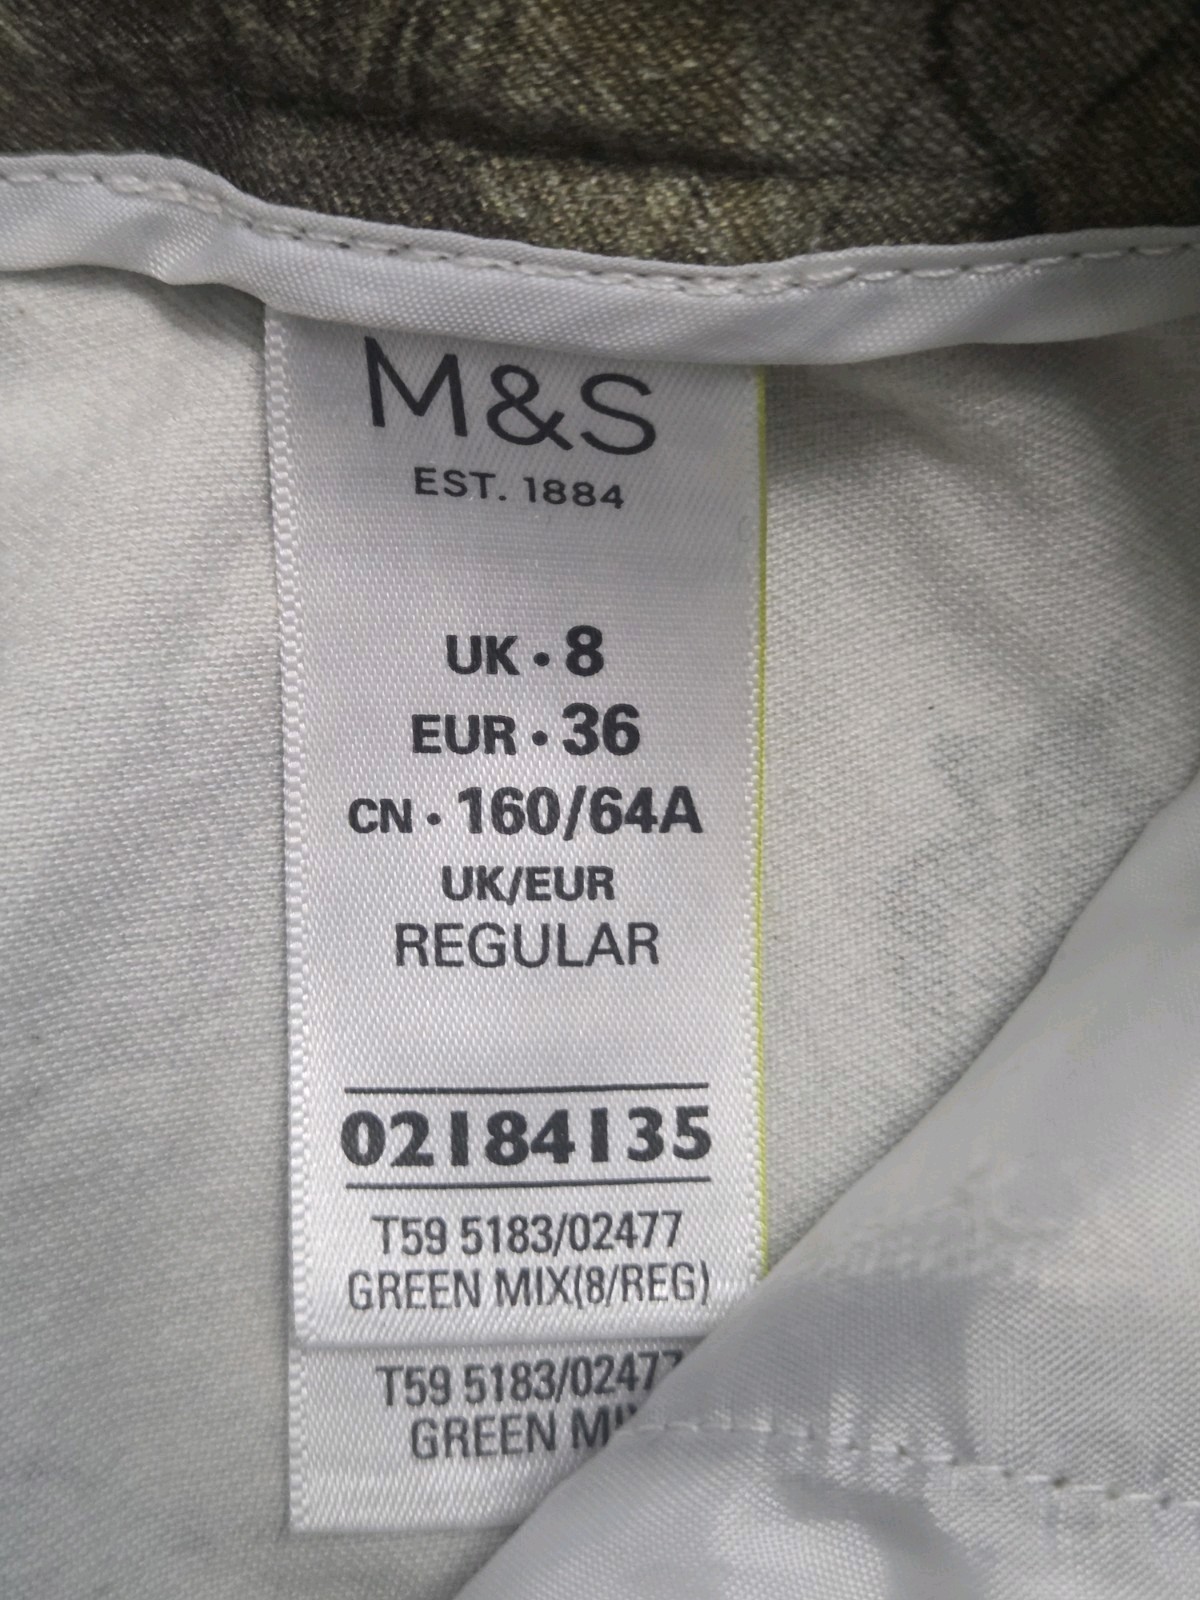 M&S
EST. 1884
UK • 8
EUR • 36
CN • 160/64A
UK/EUR
REGULAR
02184135
T59 5183/02477
GREEN MIX(8/REG)
T59 5183/02477
GREEN